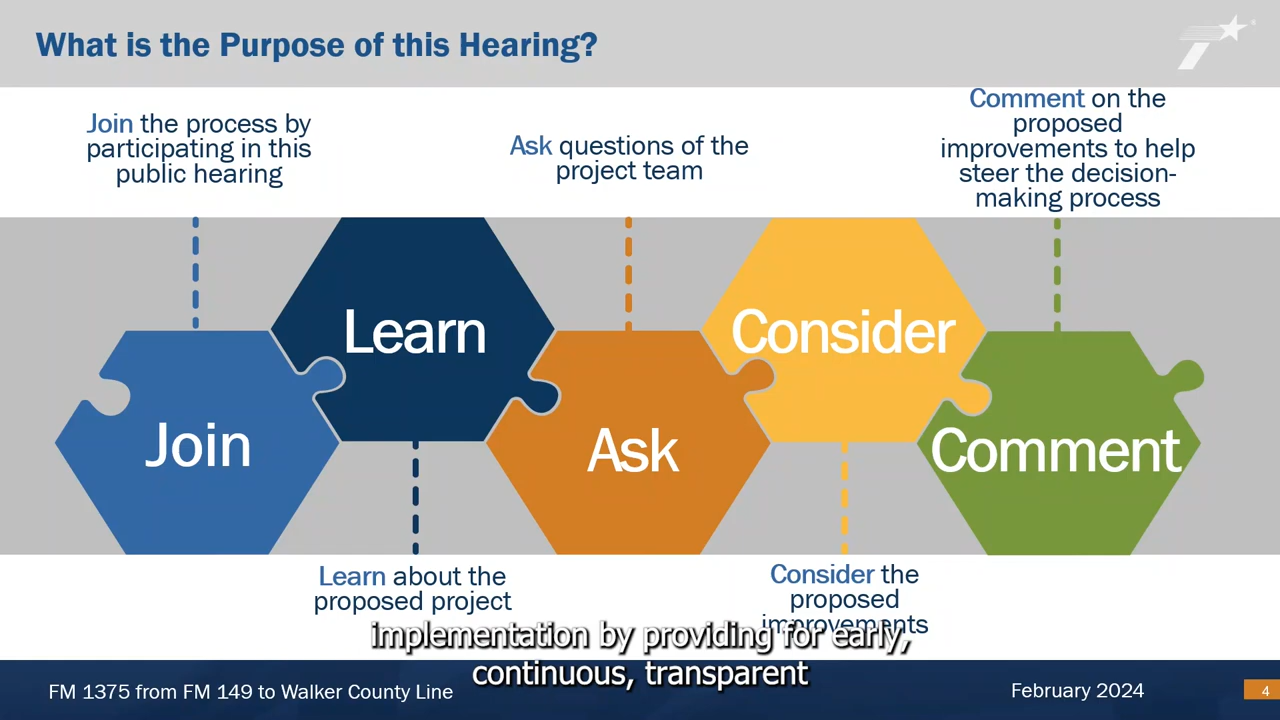 What is the Purpose of this Hearing?
Join the process by
participating in this
public hearing
Ask questions of the
project team
Comment on the
proposed
improvements to help
steer the decision-
making process
Join
Learn
Ask
Consider
Comment
Learn about the
proposed project
Consider the
proposed
improvements
implementation by providing for early,
continuous, transparent
FM 1375 from FM 149 to Walker County Line
February 2024
4